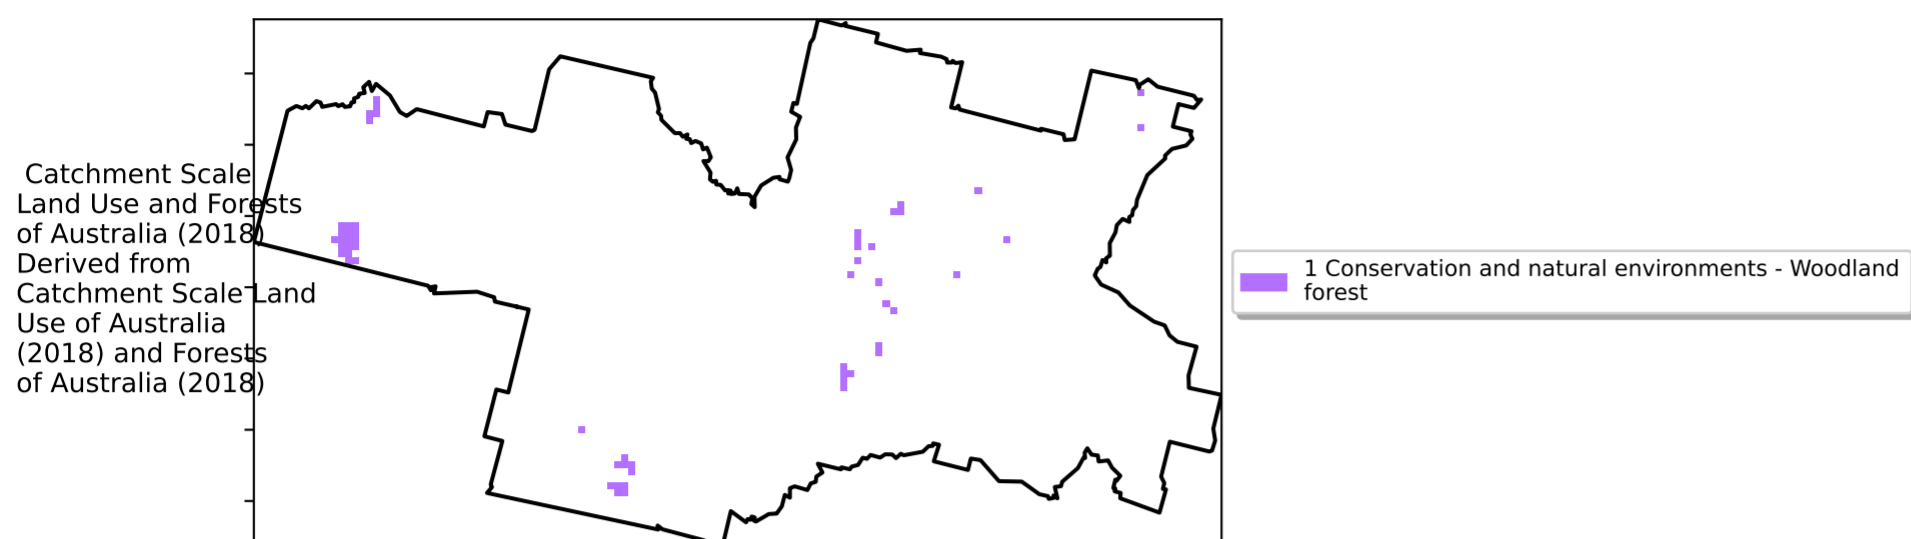 Catchment Scale
Land Use and Forests
of Australia (2018)
Derived from
Catchment Scale Land
Use of Australia
(2018) and Forests
of Australia (2018)
1 Conservation and natural environments - Woodland
forest